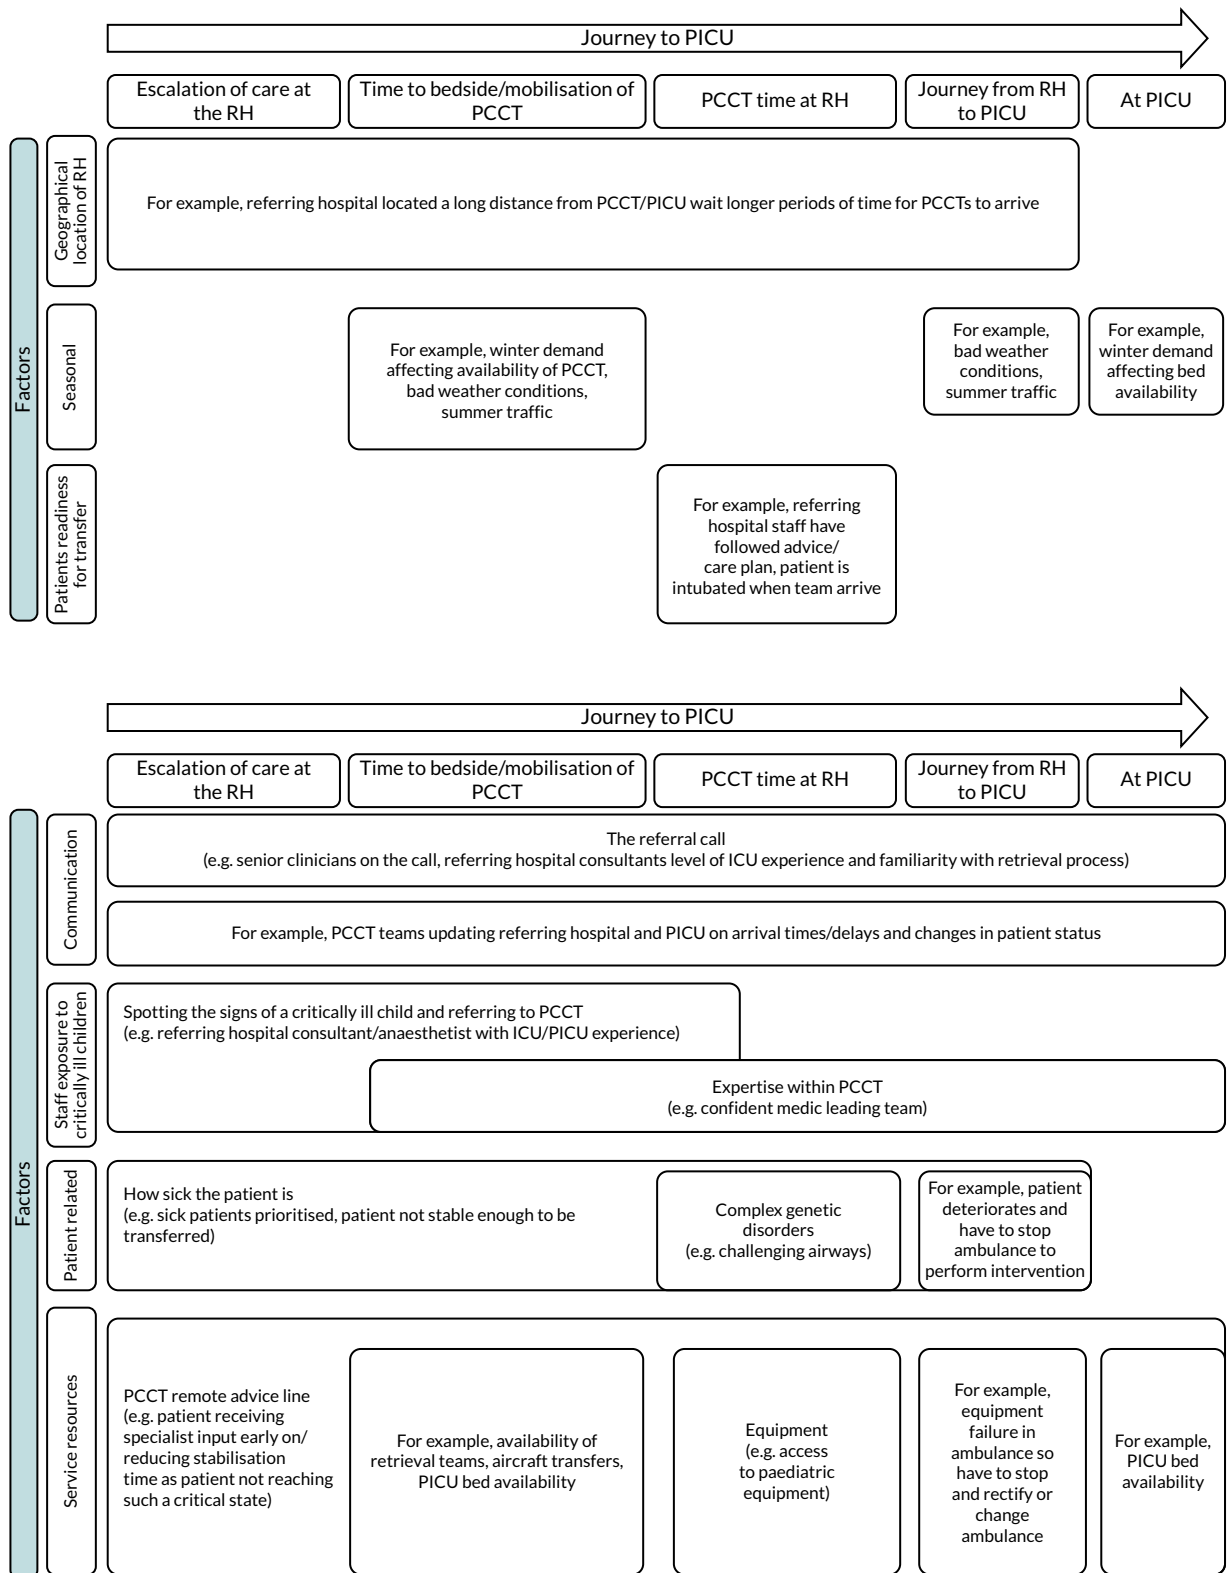 Journey to PICU
Escalation of care at
the RH
Time to bedside/mobilisation of
PCCT
PCCT time at RH
Journey from RH
to PICU
At PICU
Factors
Geographical
location of RH
For example, referring hospital located a long distance from PCCT/PICU wait longer periods of time for PCCTs to arrive
Seasonal
For example, winter demand
affecting availability of PCCT,
bad weather conditions,
summer traffic
For example,
bad weather
conditions,
summer traffic
For example,
winter demand
affecting bed
availability
Patients readiness
for transfer
For example, referring
hospital staff have
followed advice/
care plan, patient is
intubated when team arrive
Journey to PICU
Escalation of care at
the RH
Time to bedside/mobilisation of
PCCT
PCCT time at RH
Journey from RH
to PICU
At PICU
Factors
Communication
The referral call
(e.g. senior clinicians on the call, referring hospital consultants level of ICU experience and familiarity with retrieval process)
For example, PCCT teams updating referring hospital and PICU on arrival times/delays and changes in patient status
Staff exposure to
critically ill children
Spotting the signs of a critically ill child and referring to PCCT
(e.g. referring hospital consultant/anaesthetist with ICU/PICU experience)
Expertise within PCCT
(e.g. confident medic leading team)
Patient related
How sick the patient is
(e.g. sick patients prioritised, patient not stable enough to be
transferred)
Complex genetic
disorders
(e.g. challenging airways)
For example, patient
deteriorates and
have to stop
ambulance to
perform intervention
Service resources
PCCT remote advice line
(e.g. patient receiving
specialist input early on/
reducing stabilisation
time as patient not reaching
such a critical state)
For example, availability of
retrieval teams, aircraft transfers,
PICU bed availability
Equipment
(e.g. access
to paediatric
equipment)
For example,
equipment
failure in
ambulance so
have to stop
and rectify or
change
ambulance
For example,
PICU bed
availability